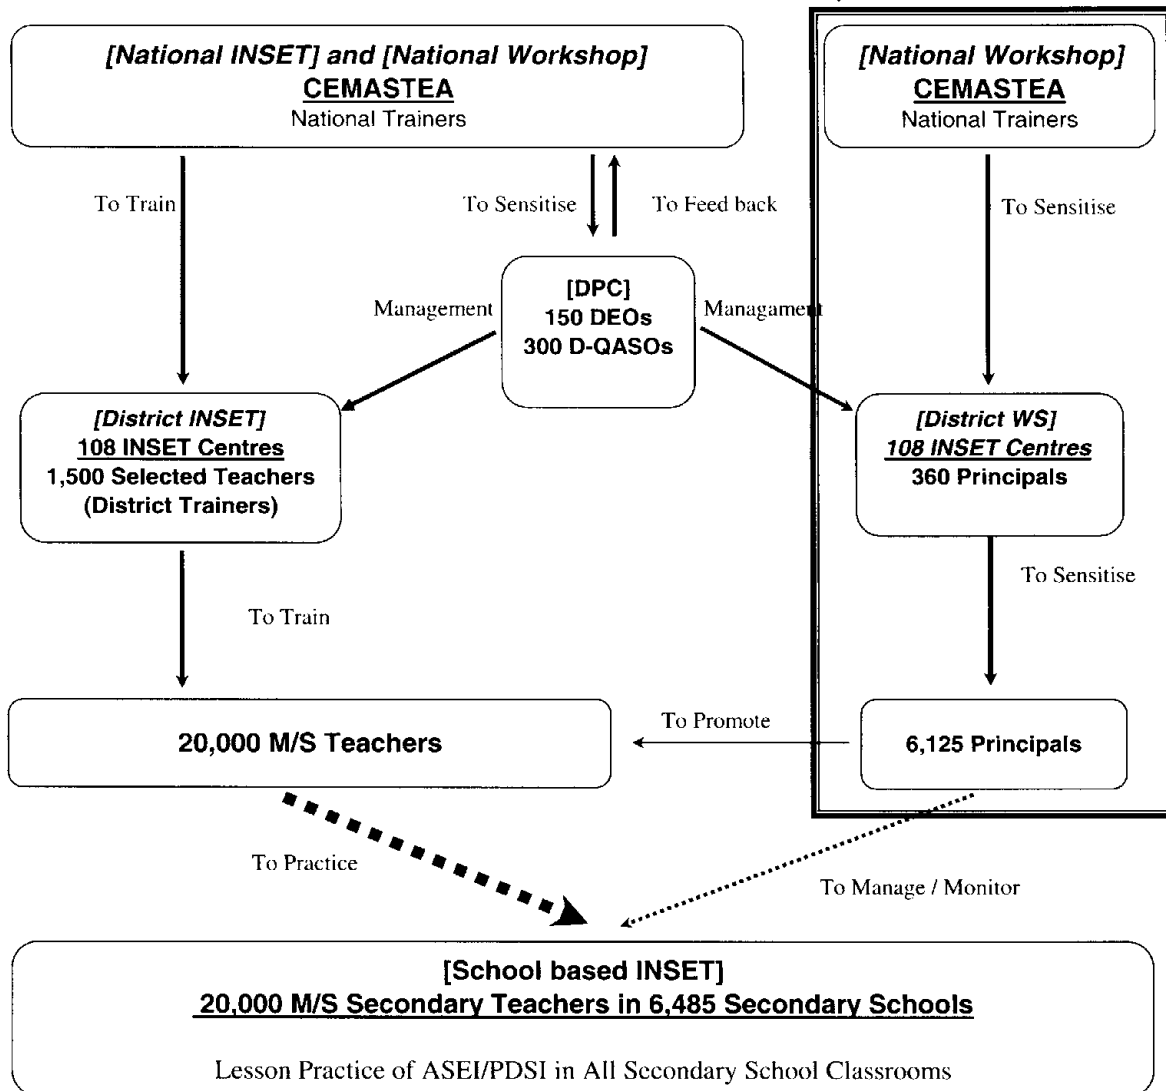 [National INSET] and [National Workshop]
CEMASTEA
National Trainers
[National Workshop]
CEMASTEA
National Trainers
To Train
To Sensitise
To Feed back
To Sensitise
[DPC]
150 DEOs
300 D-QASOs
Management
Managament
[District INSET]
108 INSET Centres
1,500 Selected Teachers
(District Trainers)
[District WS]
108 INSET Centres
360 Principals
To Sensitise
To Train
20,000 M/S Teachers
To Promote
6,125 Principals
To Practice
To Manage / Monitor
[School based INSET]
20,000 M/S Secondary Teachers in 6,485 Secondary Schools
Lesson Practice of ASEI/PDSI in All Secondary School Classrooms